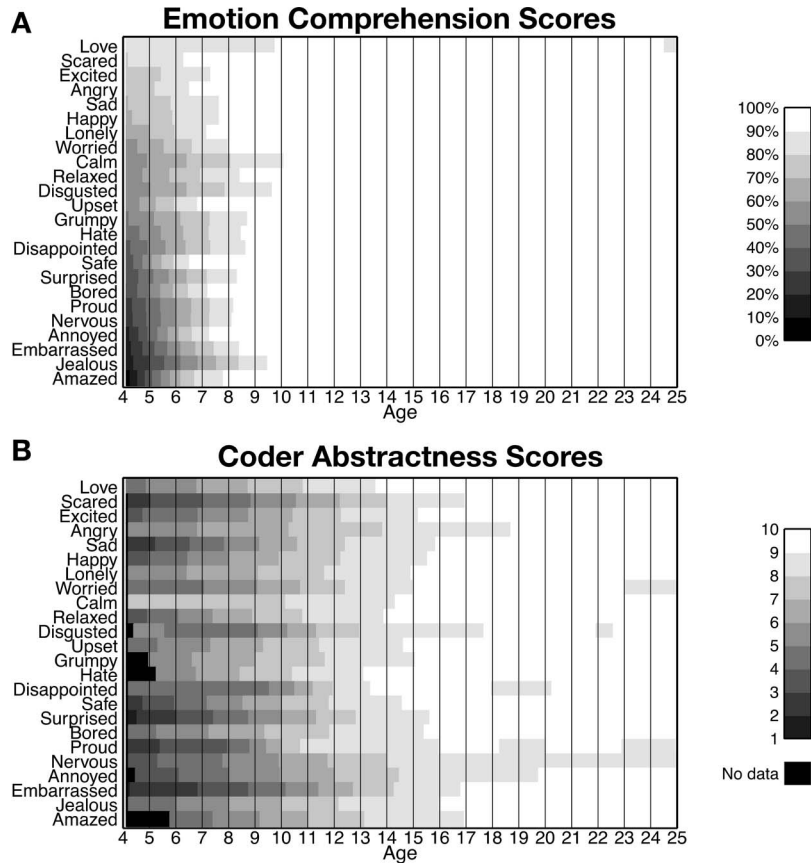 A
Emotion Comprehension Scores
Love
Scared
Excited
Angry
Sad
Happy
Lonely
Worried
Calm
Relaxed
Disgusted
Upset
Grumpy
Hate
Disappointed
Safe
Surprised
Bored
Proud
Nervous
Annoyed
Embarrassed
Jealous
Amazed
4 5 6 7 8 9 10 11 12 13 14 15 16 17 18 19 20 21 22 23 24 25
Age
100%
90%
80%
70%
60%
50%
40%
30%
20%
10%
0%
B
Coder Abstractness Scores
Love
Scared
Excited
Angry
Sad
Happy
Lonely
Worried
Calm
Relaxed
Disgusted
Upset
Grumpy
Hate
Disappointed
Safe
Surprised
Bored
Proud
Nervous
Annoyed
Embarrassed
Jealous
Amazed
4 5 6 7 8 9 10 11 12 13 14 15 16 17 18 19 20 21 22 23 24 25
Age
10
9
8
7
6
5
4
3
2
1
No data